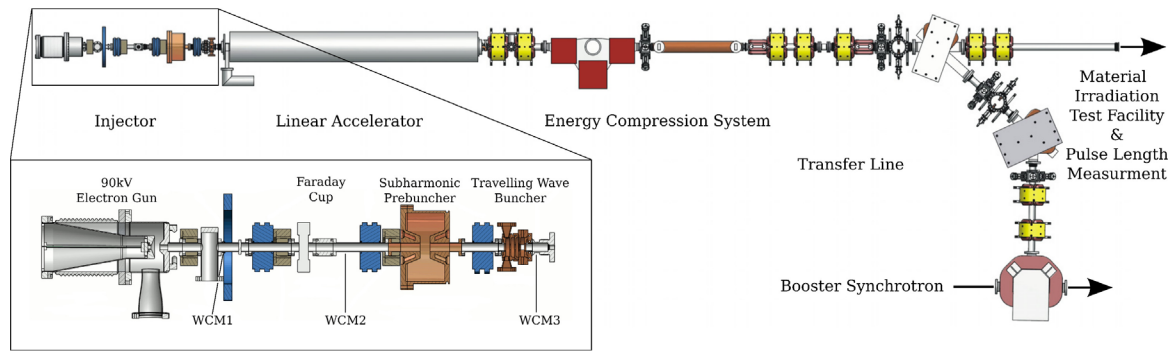 Injector
Linear Accelerator
Energy Compression System
Material
Irradiation
Test Facility
&
Pulse Length
Measurment
Transfer Line
Booster Synchrotron
90kV
Electron Gun
Faraday
Cup
Subharmonic
Prebuncher
Travelling Wave
Buncher
WCM1
WCM2
WCM3